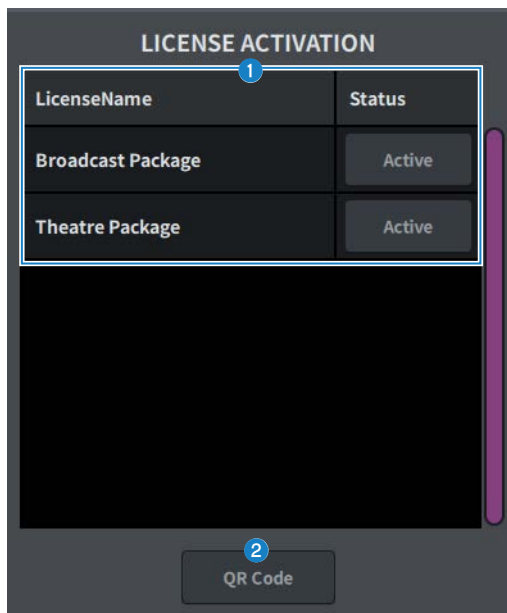 LICENSE ACTIVATION
1
LicenseName Status
Broadcast Package Active
Theatre Package Active
2
QR Code